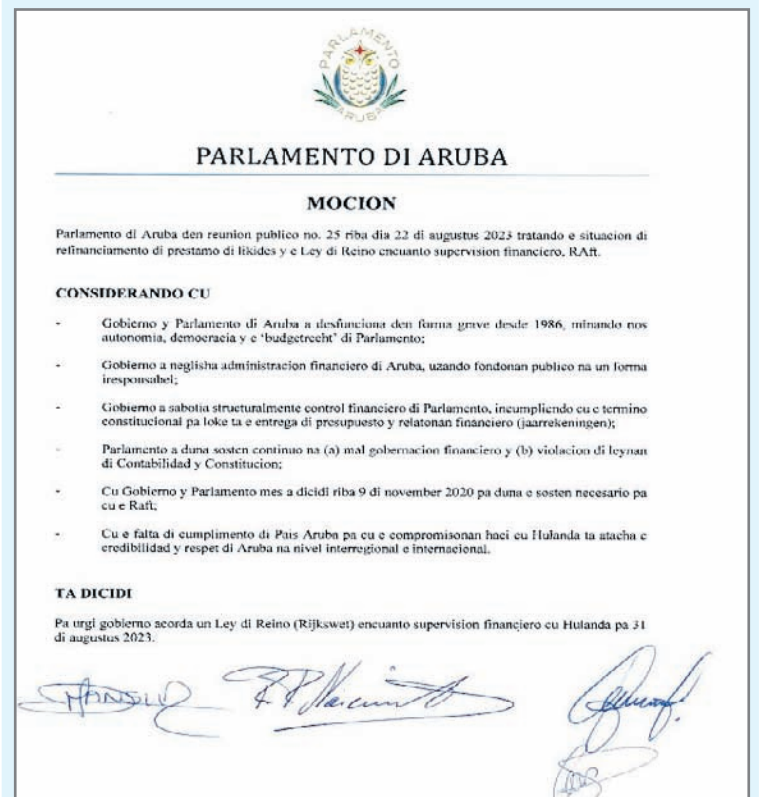 PARLAMENTO
ARUBA
PARLAMENTO DI ARUBA
MOCION
Parlamento di Aruba den reunion publico no. 25 riba dia 22 di augustus 2023 tratando e situacion di
refinanciamento di prestamo di likides y e Ley di Reino encuanto supervision financiero, RAft.
CONSIDERANDO CU
- Gobierno y Parlamento di Aruba a desfunciona den forma grave desde 1986, minando nos
autonomia, democracia y e ‘budgetrecht’ di Parlamento;
- Gobierno a neglisha administracion financiero di Aruba, uzando fondonan publico na un forma
iresponsabel;
- Gobierno a sabotia structuralmente control financiero di Parlamento, incumpliendo cu e termino
constitucional pa loke ta e entrega di presupuesto y relatonan financiero (jaarrekeningen);
- Parlamento a duna sosten continuo na (a) mal gobernacion financiero y (b) violacion di leynan
di Contabilidad y Constitucion;
- Cu Gobierno y Parlamento mes a dicidi riba 9 di november 2020 pa duna e sosten necesario pa
cu e Raft;
- Cu e falta di cumplimento di Pais Aruba pa cu e compromisonan haci cu Hulanda ta atacha e
credibilidad y respet di Aruba na nivel interregional e internacional.
TA DICIDI
Pa urgi gobierno acorda un Ley di Reino (Rijkswet) encuanto supervision financiero cu Hulanda pa 31
di augustus 2023.